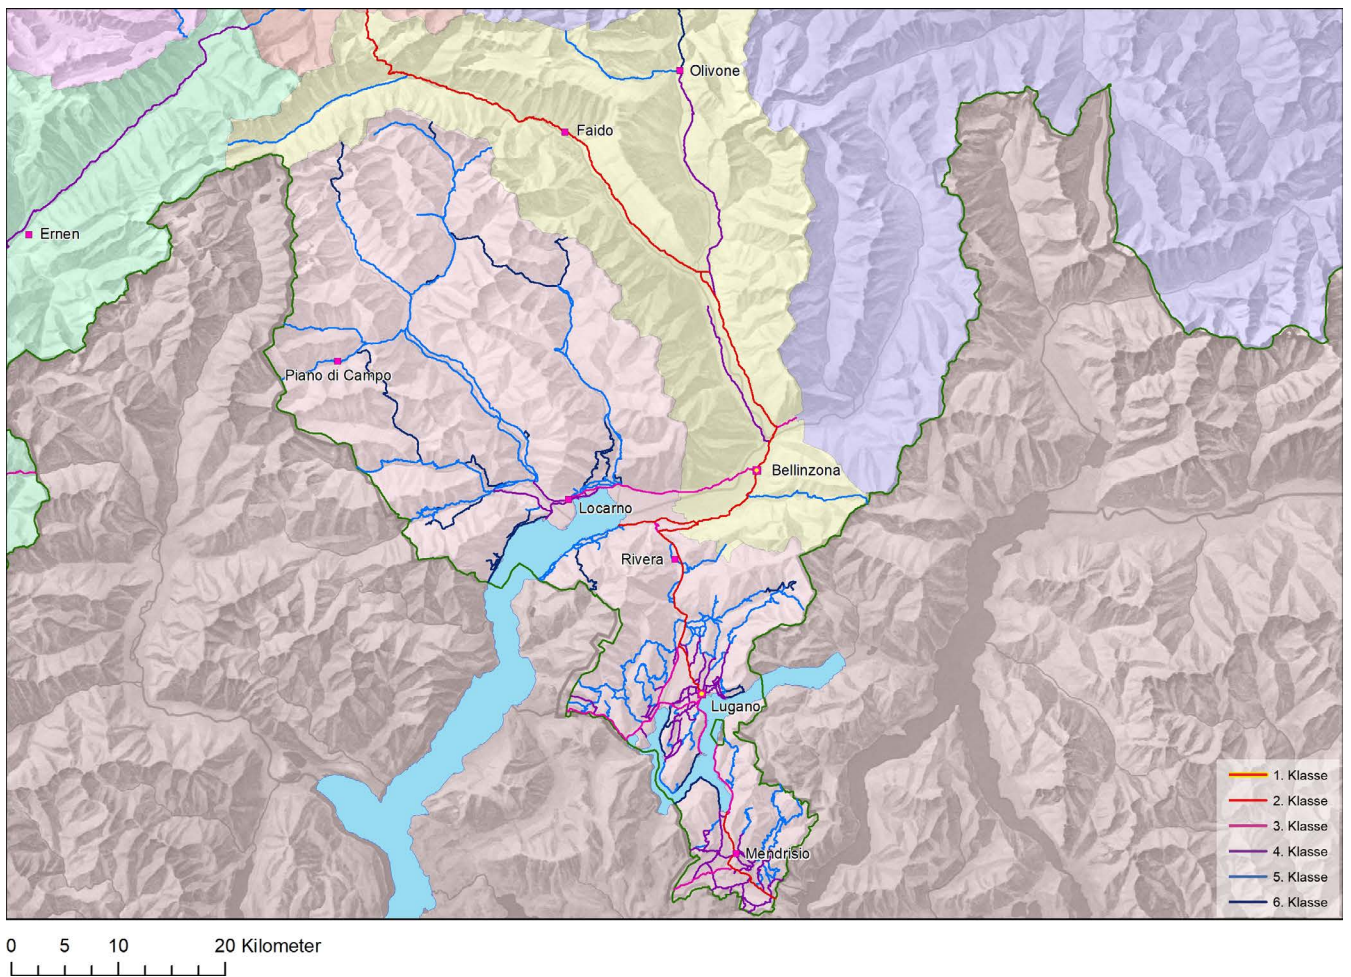 Olivone
Faido
Ernen
Piano di Campo
Bellinzona
Locarno
Rivera
Lugano
Mendrisio
1. Klasse
2. Klasse
3. Klasse
4. Klasse
5. Klasse
6. Klasse
0 5 10 20 Kilometer